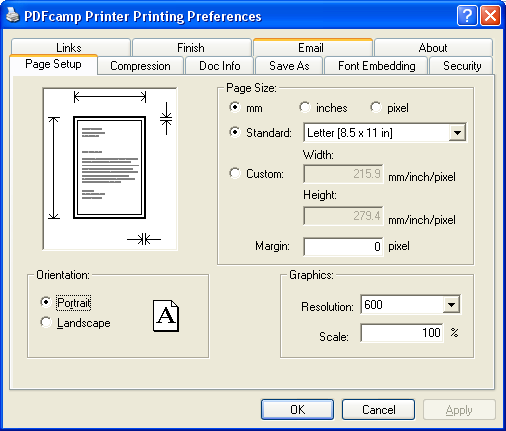 PDFcamp Printer Printing Preferences
Links Finish Email About
Page Setup Compression Doc Info Save As Font Embedding Security
Page Size:
mm inches pixel
Standard: Letter [8.5 x 11 in]
Width:
Custom: 215.9 mm/inch/pixel
Height:
279.4 mm/inch/pixel
Margin: 0 pixel
Orientation:
Portrait
Landscape
A
Graphics:
Resolution: 600
Scale: 100 %
OK Cancel Apply